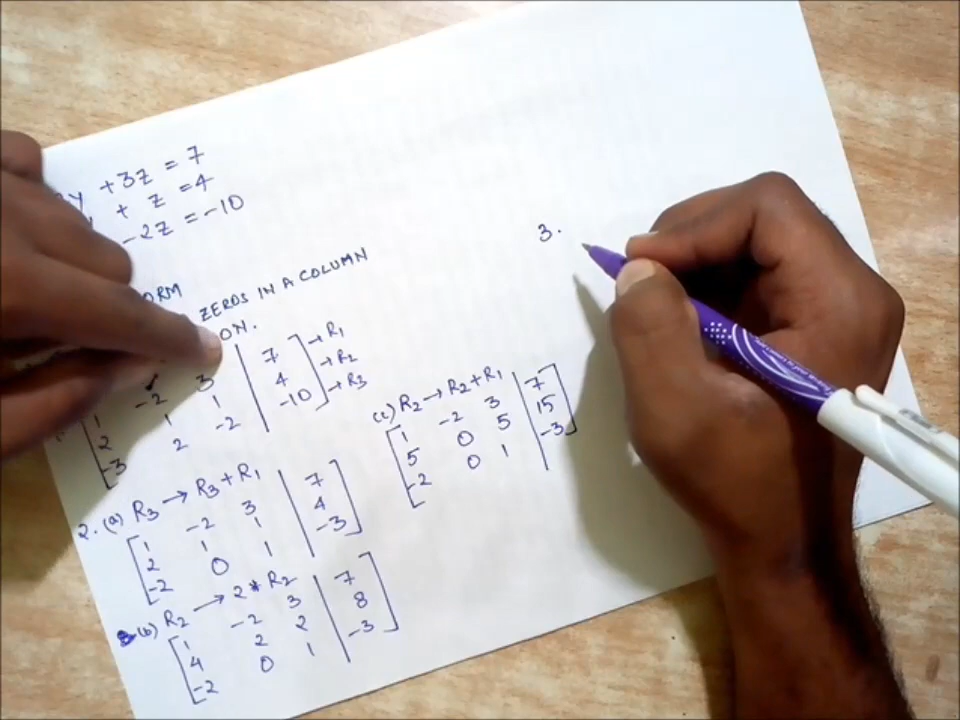 y +3z = 7
+ z = 4
-2z = -10
ORM
ZEROS IN A COLUMN
ON.
1 -2 3 | 7 ] → R1
2 1 1 | 4 → R2
-3 2 -2 | -10 → R3
2. (a) R3 → R3 + R1
[ 1 -2 3 | 7 ]
2 1 1 | 4
-2 0 1 | -3
(b) R2 → 2* R2
[ 1 -2 3 | 7 ]
4 2 2 | 8
-2 0 1 | -3
(c) R2 → R2 + R1
[ 1 -2 3 | 7 ]
5 0 5 | 15
-2 0 1 | -3
3.